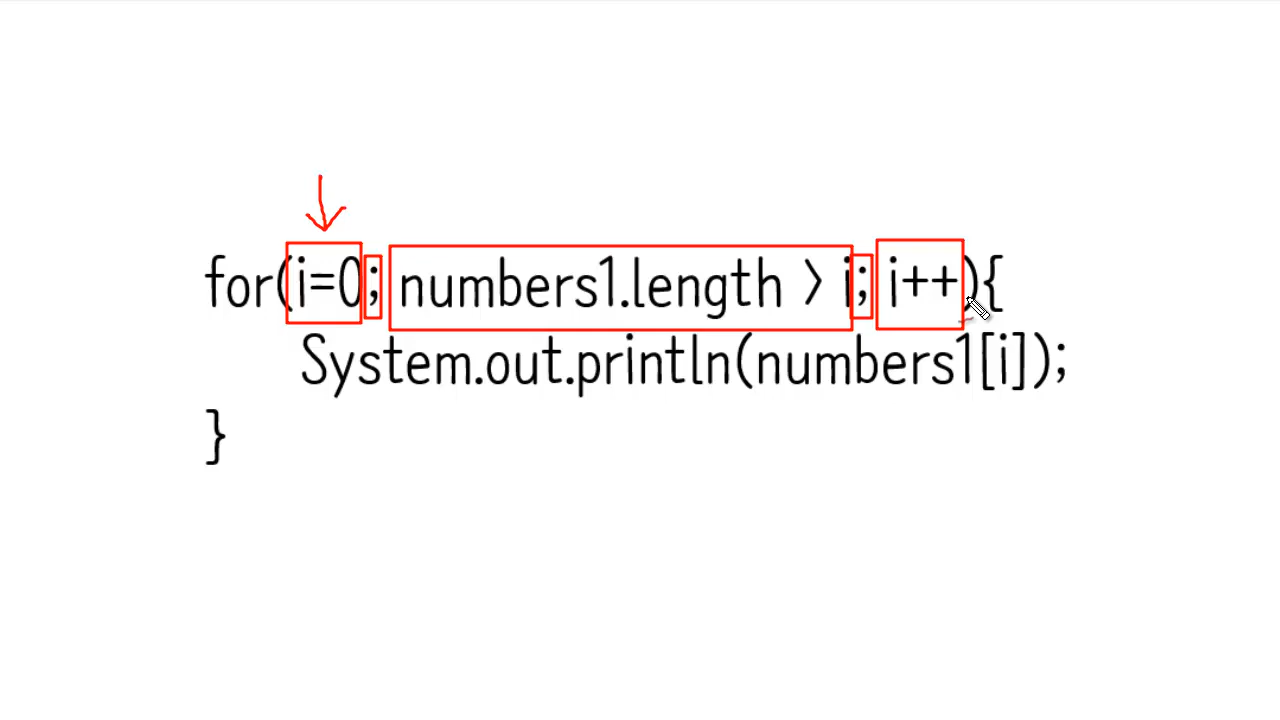 for(i=0; numbers1.length > i; i++){
System.out.println(numbers1[i]);
}